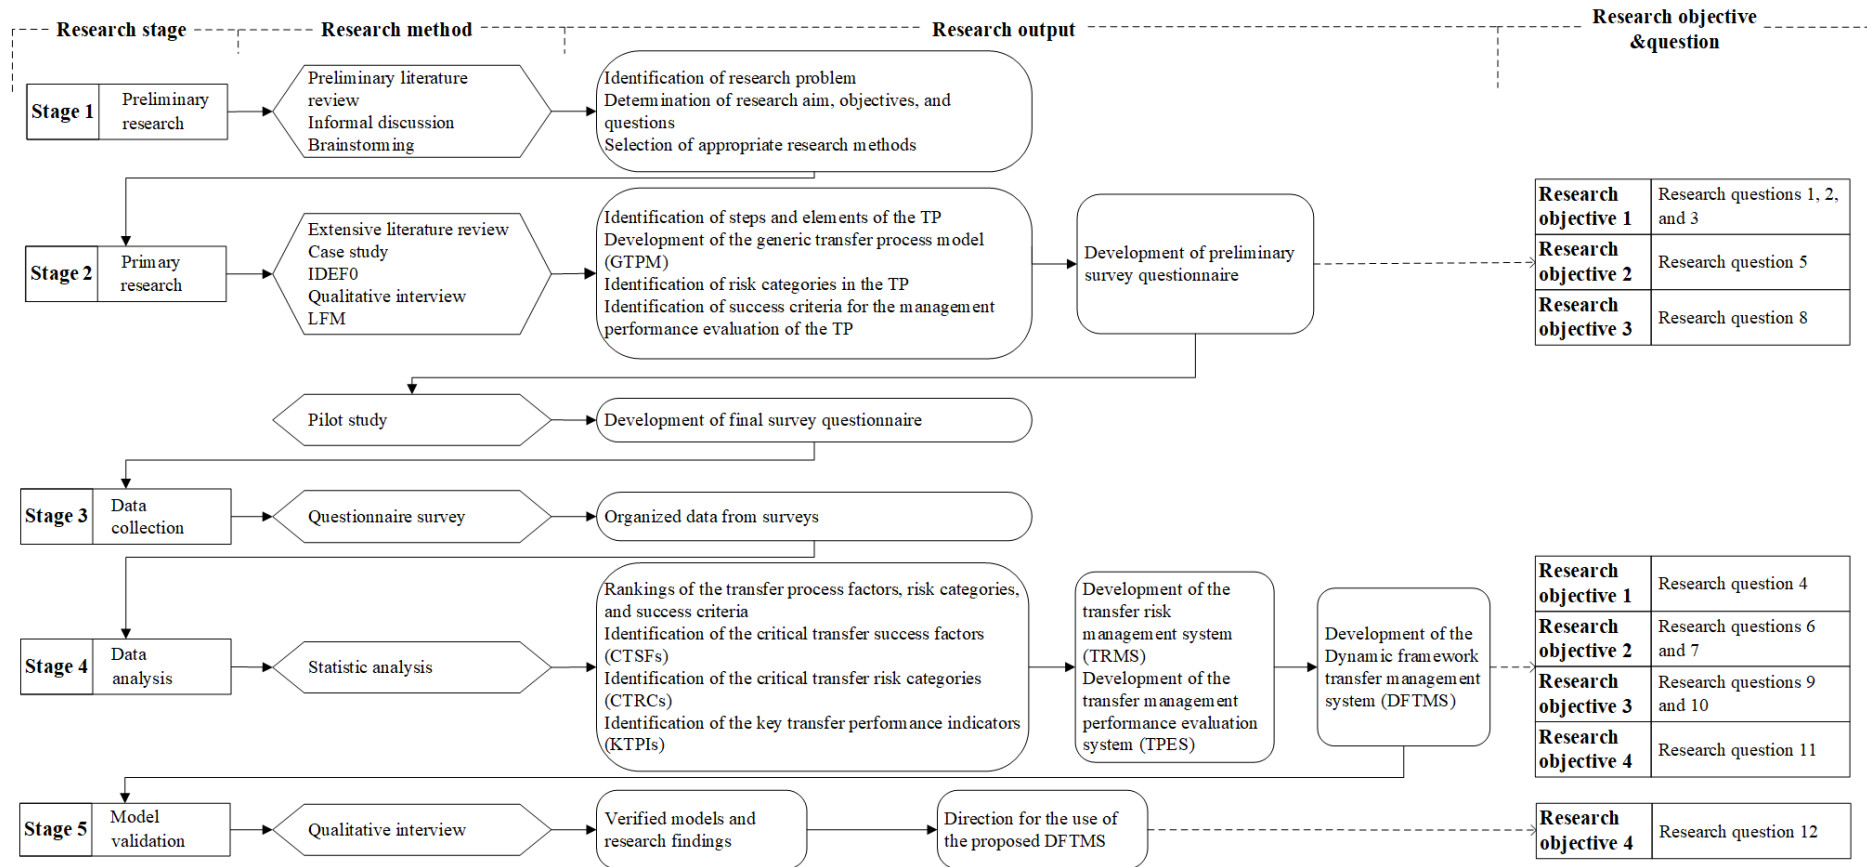 Research stage
Research method
Research output
Research objective
&question
Stage 1
Preliminary
research
Preliminary literature
review
Informal discussion
Brainstorming
Identification of research problem
Determination of research aim, objectives, and
questions
Selection of appropriate research methods
Stage 2
Primary
research
Extensive literature review
Case study
IDEF0
Qualitative interview
LFM
Identification of steps and elements of the TP
Development of the generic transfer process model
(GTPM)
Identification of risk categories in the TP
Identification of success criteria for the management
performance evaluation of the TP
Development of preliminary
survey questionnaire
Research
objective 1
Research questions 1, 2,
and 3
Research
objective 2
Research question 5
Research
objective 3
Research question 8
Pilot study
Development of final survey questionnaire
Stage 3
Data
collection
Questionnaire survey
Organized data from surveys
Stage 4
Data
analysis
Statistic analysis
Rankings of the transfer process factors, risk categories,
and success criteria
Identification of the critical transfer success factors
(CTSFs)
Identification of the critical transfer risk categories
(CTRCs)
Identification of the key transfer performance indicators
(KTPIs)
Development of the
transfer risk
management system
(TRMS)
Development of the
transfer management
performance evaluation
system (TPES)
Development of the
Dynamic framework
transfer management
system (DFTMS)
Research
objective 1
Research question 4
Research
objective 2
Research questions 6
and 7
Research
objective 3
Research questions 9
and 10
Research
objective 4
Research question 11
Stage 5
Model
validation
Qualitative interview
Verified models and
research findings
Direction for the use of
the proposed DFTMS
Research
objective 4
Research question 12